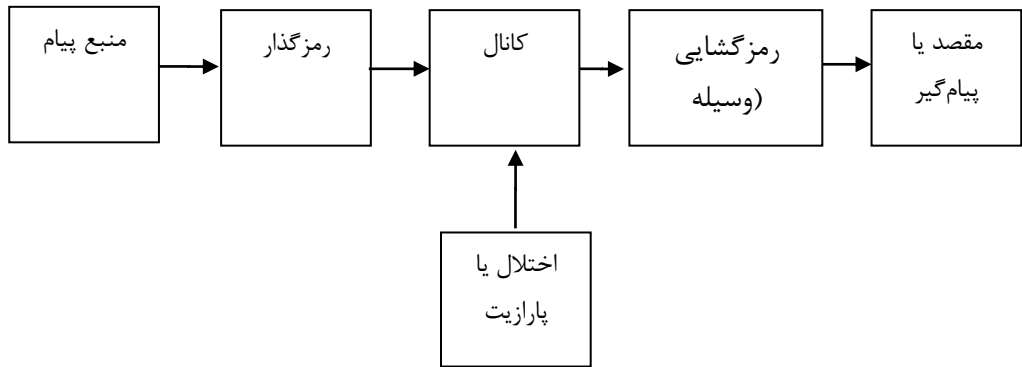 منبع پیام
رمزگذار
کانال
رمزگشایی
(وسیله
مقصد یا
پیام‌گیر
اختلال یا
پارازیت